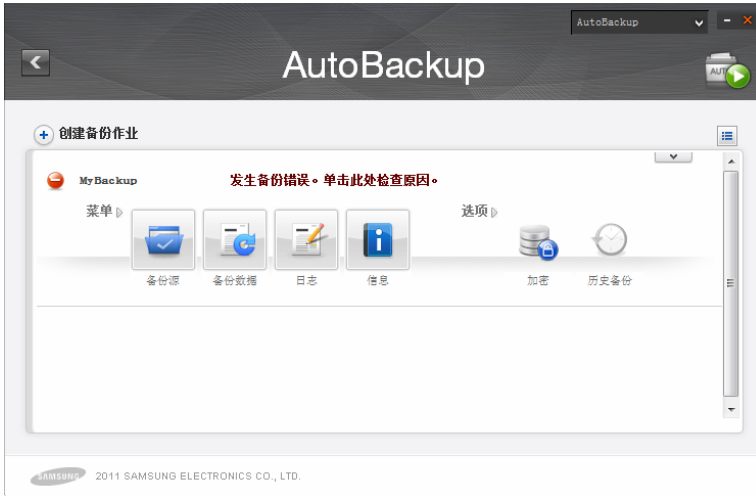 AutoBackup
AutoBackup
AUTO
创建备份作业
MyBackup
发生备份错误。单击此处检查原因。
菜单
选项
备份源
备份数据
日志
信息
加密
历史备份
SAMSUNG
2011 SAMSUNG ELECTRONICS CO., LTD.